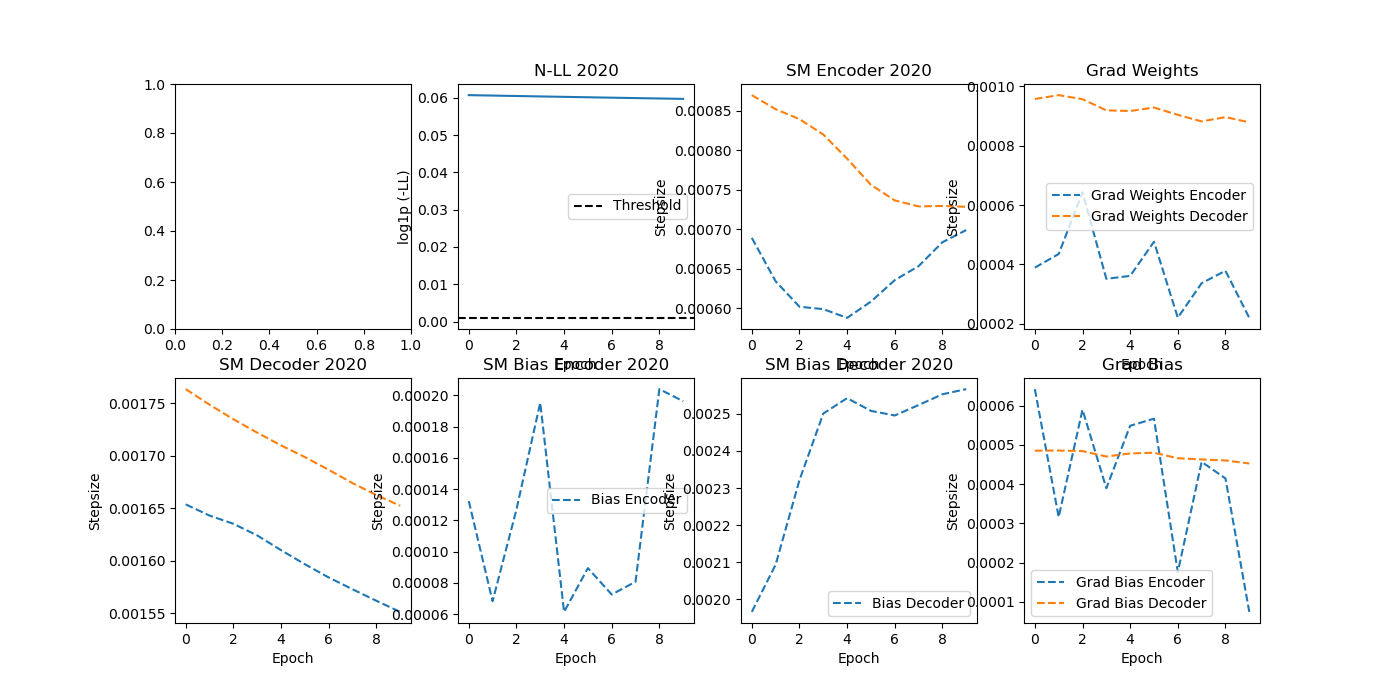 N-LL 2020
SM Encoder 2020
Grad Weights
1.0
0.8
0.6
0.4
0.2
0.0
0.0 0.2 0.4 0.6 0.8 1.0
log1p (-LL)
0.06
0.05
0.04
0.03
0.02
0.01
0.00
Threshold
0 2 4 6 8
Epoch
Stepsize
0.00085
0.00080
0.00075
0.00070
0.00065
0.00060
0 2 4 6 8
Epoch
Stepsize
0.0010
0.0008
0.0006
0.0004
0.0002
Grad Weights Encoder
Grad Weights Decoder
0 2 4 6 8
Epoch
SM Decoder 2020
SM Bias Encoder 2020
SM Bias Decoder 2020
Grad Bias
Stepsize
0.00175
0.00170
0.00165
0.00160
0.00155
0 2 4 6 8
Epoch
Stepsize
0.00020
0.00018
0.00016
0.00014
0.00012
0.00010
0.00008
0.00006
Bias Encoder
0 2 4 6 8
Epoch
Stepsize
0.0025
0.0024
0.0023
0.0022
0.0021
0.0020
Bias Decoder
0 2 4 6 8
Epoch
Stepsize
0.0006
0.0005
0.0004
0.0003
0.0002
0.0001
Grad Bias Encoder
Grad Bias Decoder
0 2 4 6 8
Epoch